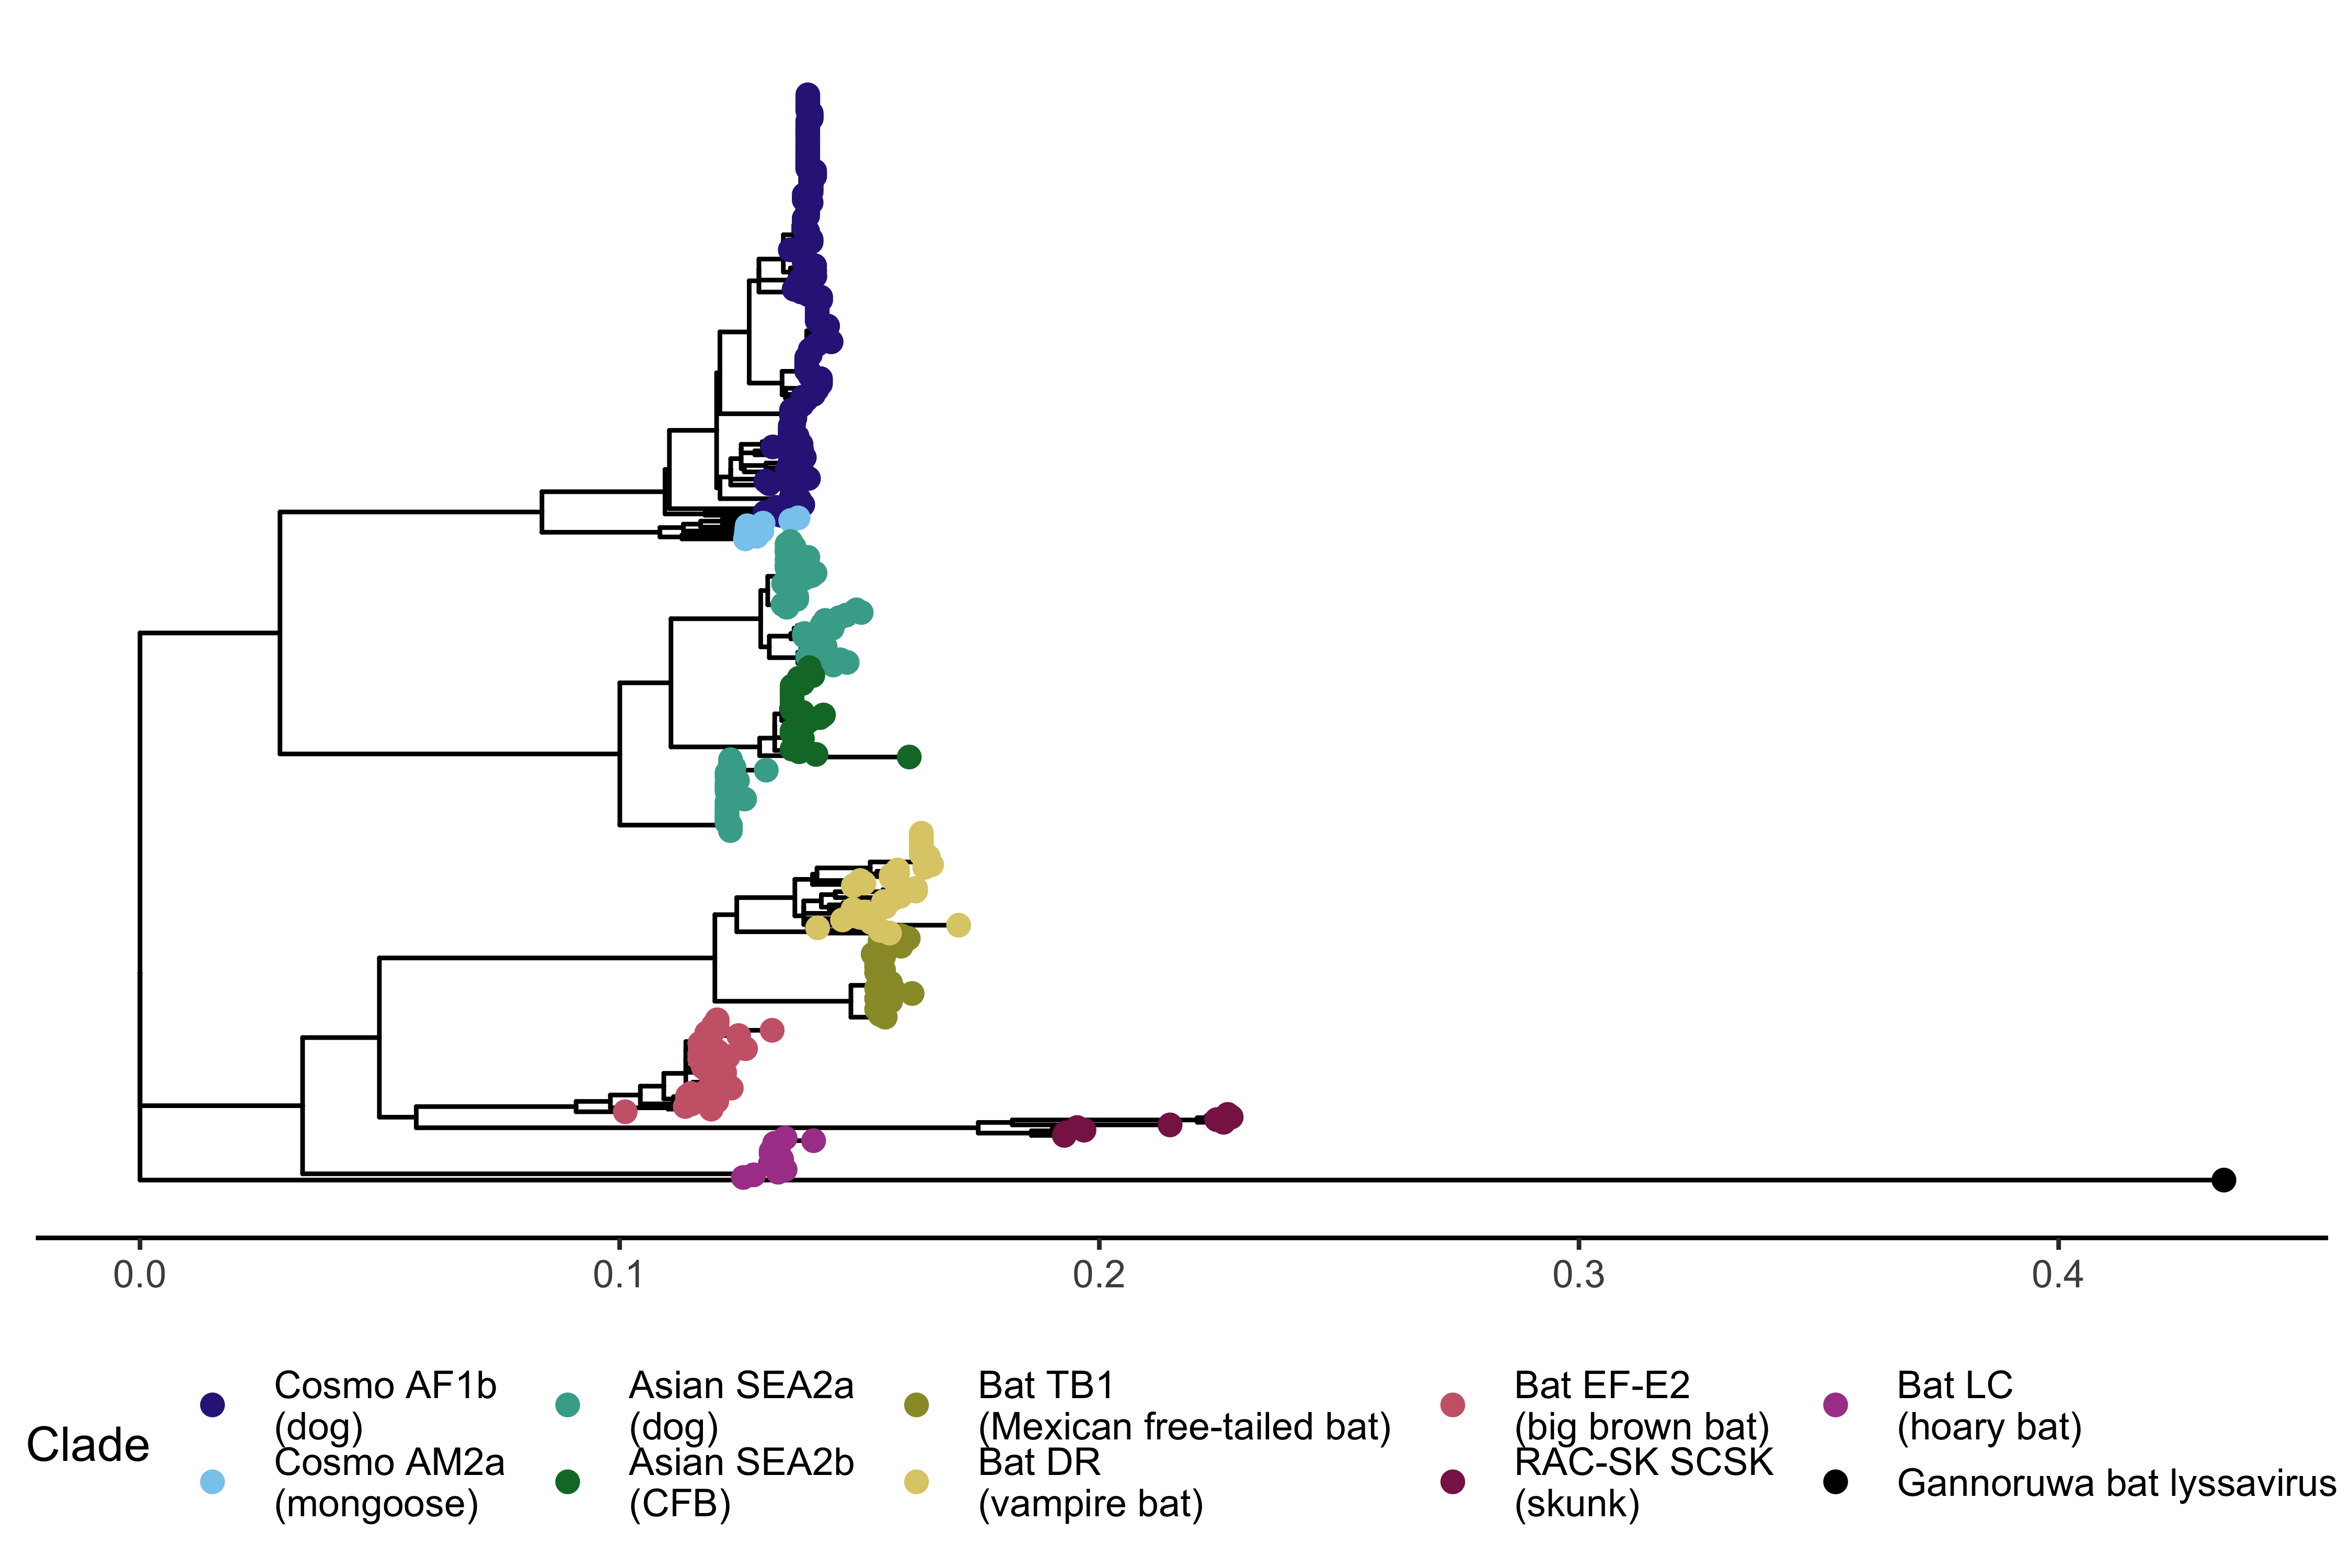 0.0 0.1 0.2 0.3 0.4
Clade
Cosmo AF1b
(dog)
Cosmo AM2a
(mongoose)
Asian SEA2a
(dog)
Asian SEA2b
(CFB)
Bat TB1
(Mexican free-tailed bat)
Bat DR
(vampire bat)
Bat EF-E2
(big brown bat)
RAC-SK SCSK
(skunk)
Bat LC
(hoary bat)
Gannoruwa bat lyssavirus